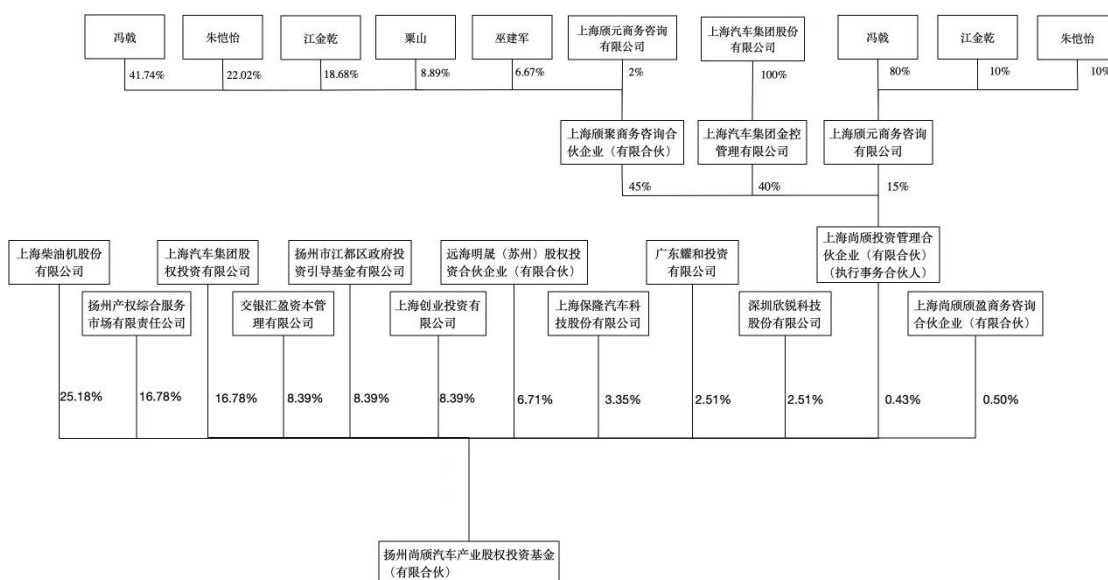 冯戟
朱恺怡
江金乾
粟山
巫建军
上海颀元商务咨询
有限公司
上海汽车集团股份
有限公司
冯戟
江金乾
朱恺怡
41.74%
22.02%
18.68%
8.89%
6.67%
2%
100%
80%
10%
10%
上海颀聚商务咨询合
伙企业（有限合伙）
上海汽车集团金控
管理有限公司
上海颀元商务咨询
有限公司
45%
40%
15%
上海柴油机股份
有限公司
上海汽车集团股
权投资有限公司
扬州市江都区政府投
资引导基金有限公司
远海明晟（苏州）股权投
资合伙企业（有限合伙）
广东耀和投资
有限公司
上海尚颀投资管理合
伙企业（有限合伙）
（执行事务合伙人）
扬州产权综合服务
市场有限责任公司
交银汇盈资本管
理有限公司
上海创业投资有
限公司
上海保隆汽车科
技股份有限公司
深圳欣锐科技
股份有限公司
上海尚颀颀盈商务咨询
合伙企业（有限合伙）
25.18%
16.78%
16.78%
8.39%
8.39%
8.39%
6.71%
3.35%
2.51%
2.51%
0.43%
0.50%
扬州尚颀汽车产业股权投资基金
（有限合伙）